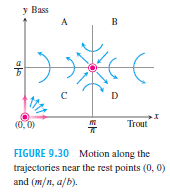 y Bass
A B
a/b
C D
(0, 0) m/n Trout x
FIGURE 9.30 Motion along the
trajectories near the rest points (0, 0)
and (m/n, a/b).